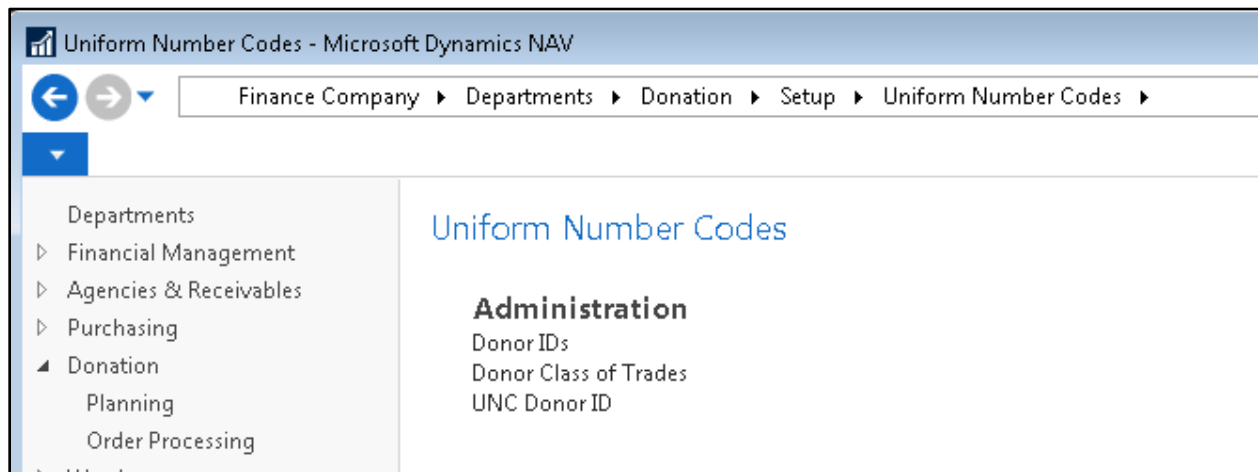 Uniform Number Codes - Microsoft Dynamics NAV
Finance Company ▸ Departments ▸ Donation ▸ Setup ▸ Uniform Number Codes ▸
Departments
Financial Management
Agencies & Receivables
Purchasing
Donation
Planning
Order Processing
Uniform Number Codes
Administration
Donor IDs
Donor Class of Trades
UNC Donor ID